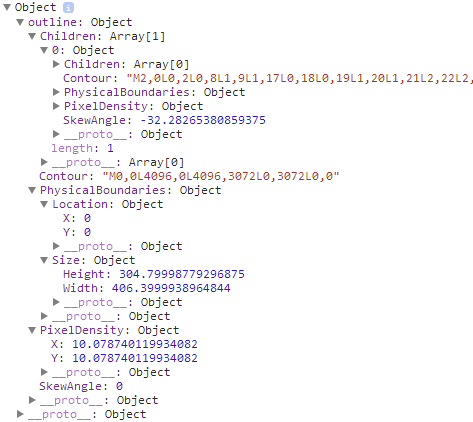 Object i
outline: Object
Children: Array[1]
0: Object
Children: Array[0]
Contour: "M2,0L0,2L0,8L1,9L1,17L0,18L0,19L1,20L1,21L2,22L2,
PhysicalBoundaries: Object
PixelDensity: Object
SkewAngle: -32.28265380859375
__proto__: Object
length: 1
__proto__: Array[0]
Contour: "M0,0L4096,0L4096,3072L0,3072L0,0"
PhysicalBoundaries: Object
Location: Object
X: 0
Y: 0
__proto__: Object
Size: Object
Height: 304.79998779296875
Width: 406.3999938964844
__proto__: Object
__proto__: Object
PixelDensity: Object
X: 10.078740119934082
Y: 10.078740119934082
__proto__: Object
SkewAngle: 0
__proto__: Object
__proto__: Object